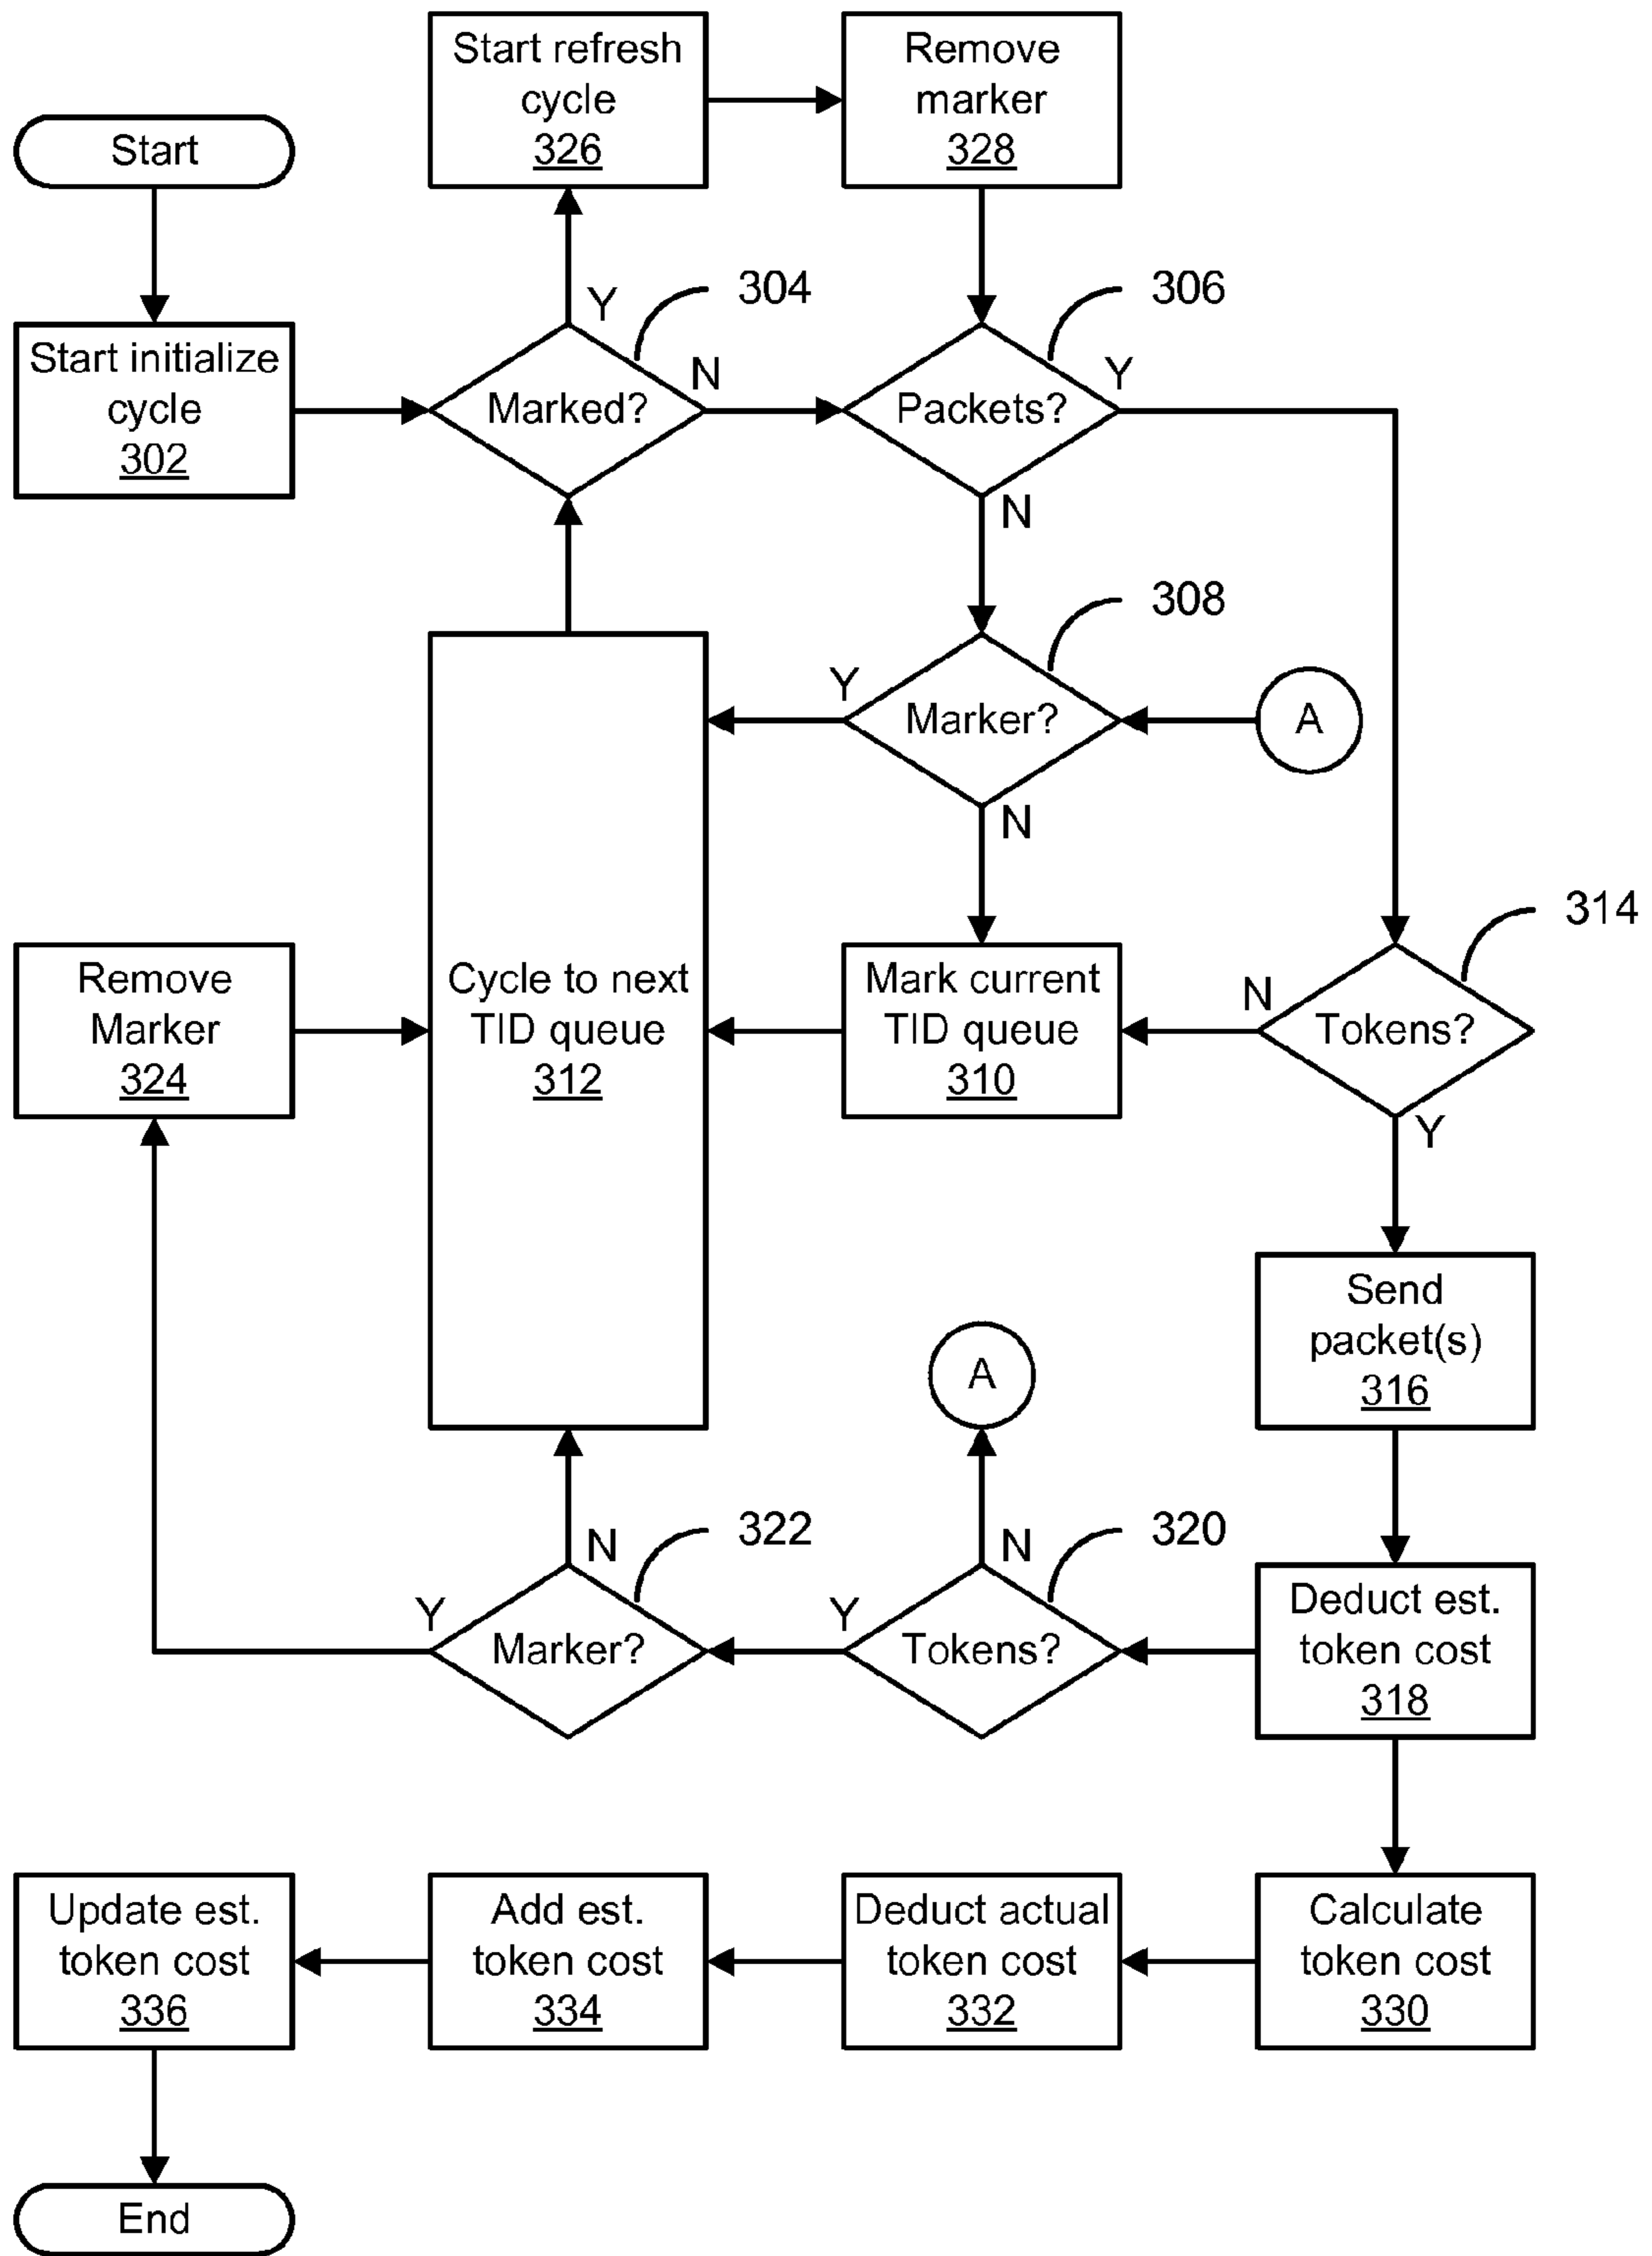 Start refresh
cycle
326
Remove
marker
328
Start
Y
304
306
Start initialize
cycle
302
Marked?
N
Packets?
Y
N
308
Y
Marker?
A
N
314
Remove
Marker
324
Cycle to next
TID queue
312
Mark current
TID queue
310
N
Tokens?
Y
Send
packet(s)
316
A
N
322
N
320
Y
Marker?
Y
Tokens?
Deduct est.
token cost
318
Update est.
token cost
336
Add est.
token cost
334
Deduct actual
token cost
332
Calculate
token cost
330
End